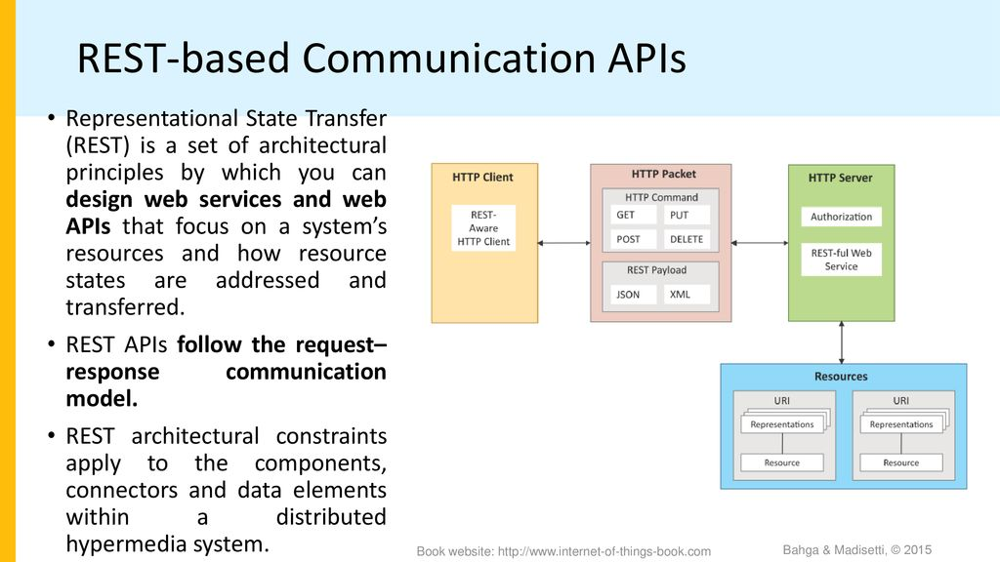 REST-based Communication APIs
• Representational State Transfer
(REST) is a set of architectural
principles by which you can
design web services and web
APIs that focus on a system’s
resources and how resource
states are addressed and
transferred.
• REST APIs follow the request–
response communication
model.
• REST architectural constraints
apply to the components,
connectors and data elements
within a distributed
hypermedia system.
HTTP Client
REST-
Aware
HTTP Client
HTTP Packet
HTTP Command
GET PUT
POST DELETE
REST Payload
JSON XML
HTTP Server
Authorization
REST-ful Web
Service
Resources
URI URI
Representations Representations
Resource Resource
Book website: http://www.internet-of-things-book.com
Bahga & Madisetti, © 2015